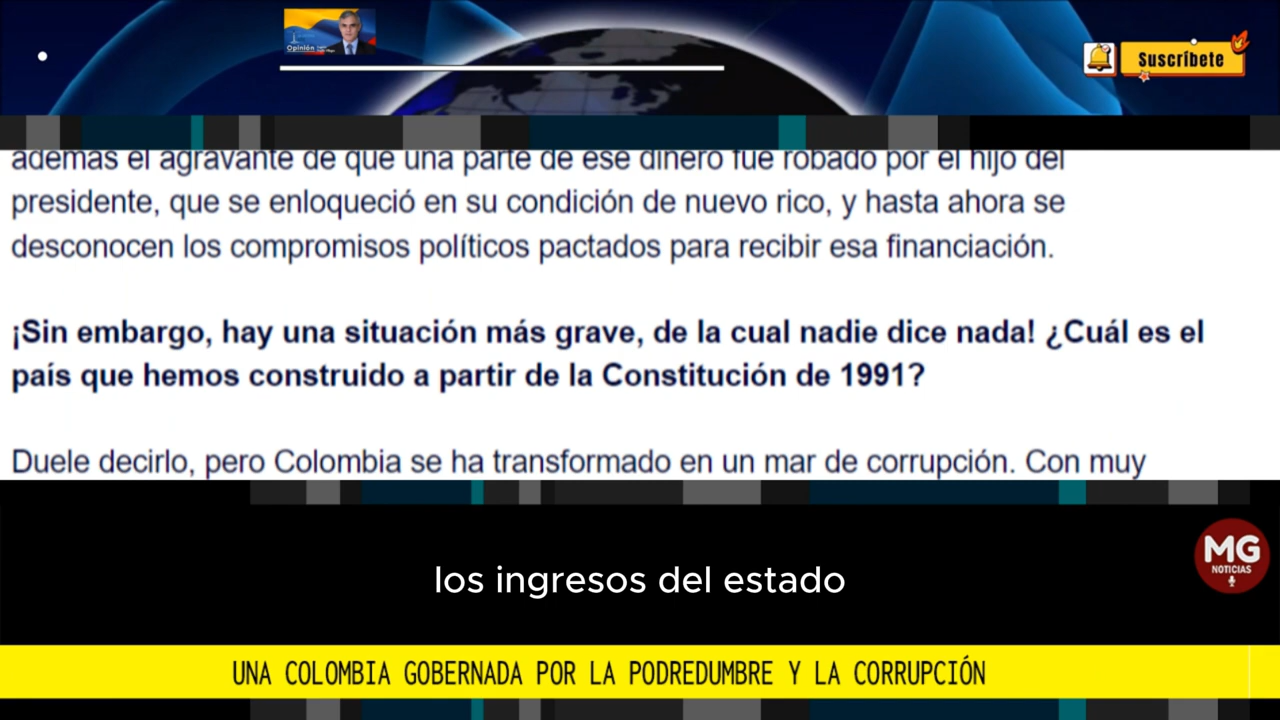 Opinión
Suscríbete
además el agravante de que una parte de ese dinero fue robado por el hijo del
presidente, que se enloqueció en su condición de nuevo rico, y hasta ahora se
desconocen los compromisos políticos pactados para recibir esa financiación.
¡Sin embargo, hay una situación más grave, de la cual nadie dice nada! ¿Cuál es el
país que hemos construido a partir de la Constitución de 1991?
Duele decirlo, pero Colombia se ha transformado en un mar de corrupción. Con muy
los ingresos del estado
MG
NOTICIAS
UNA COLOMBIA GOBERNADA POR LA PODREDUMBRE Y LA CORRUPCIÓN